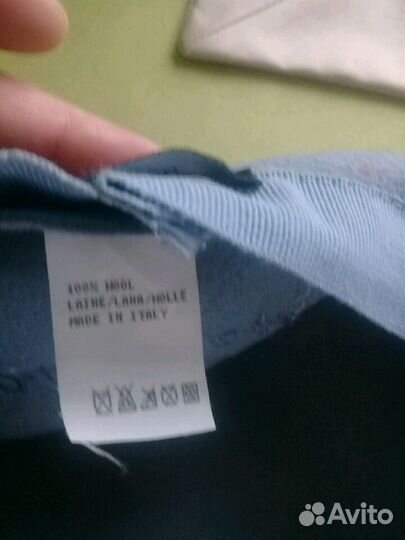 100% WOOL
LAINE/LANA/WOLLE
MADE IN ITALY
Avito